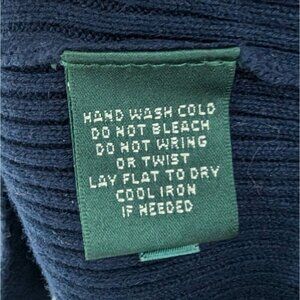 HAND WASH COLD
DO NOT BLEACH
DO NOT WRING
OR TWIST
LAY FLAT TO DRY
COOL IRON
IF NEEDED